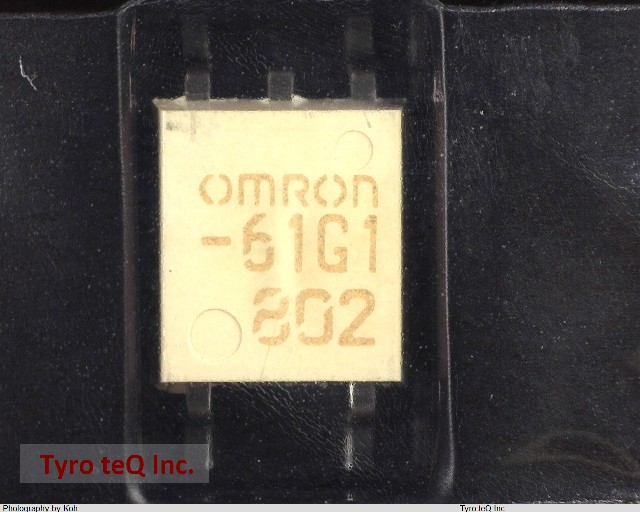 OMRON
-61G1
802
Tyro teQ Inc.
Photography by Koh
Tyro teQ Inc